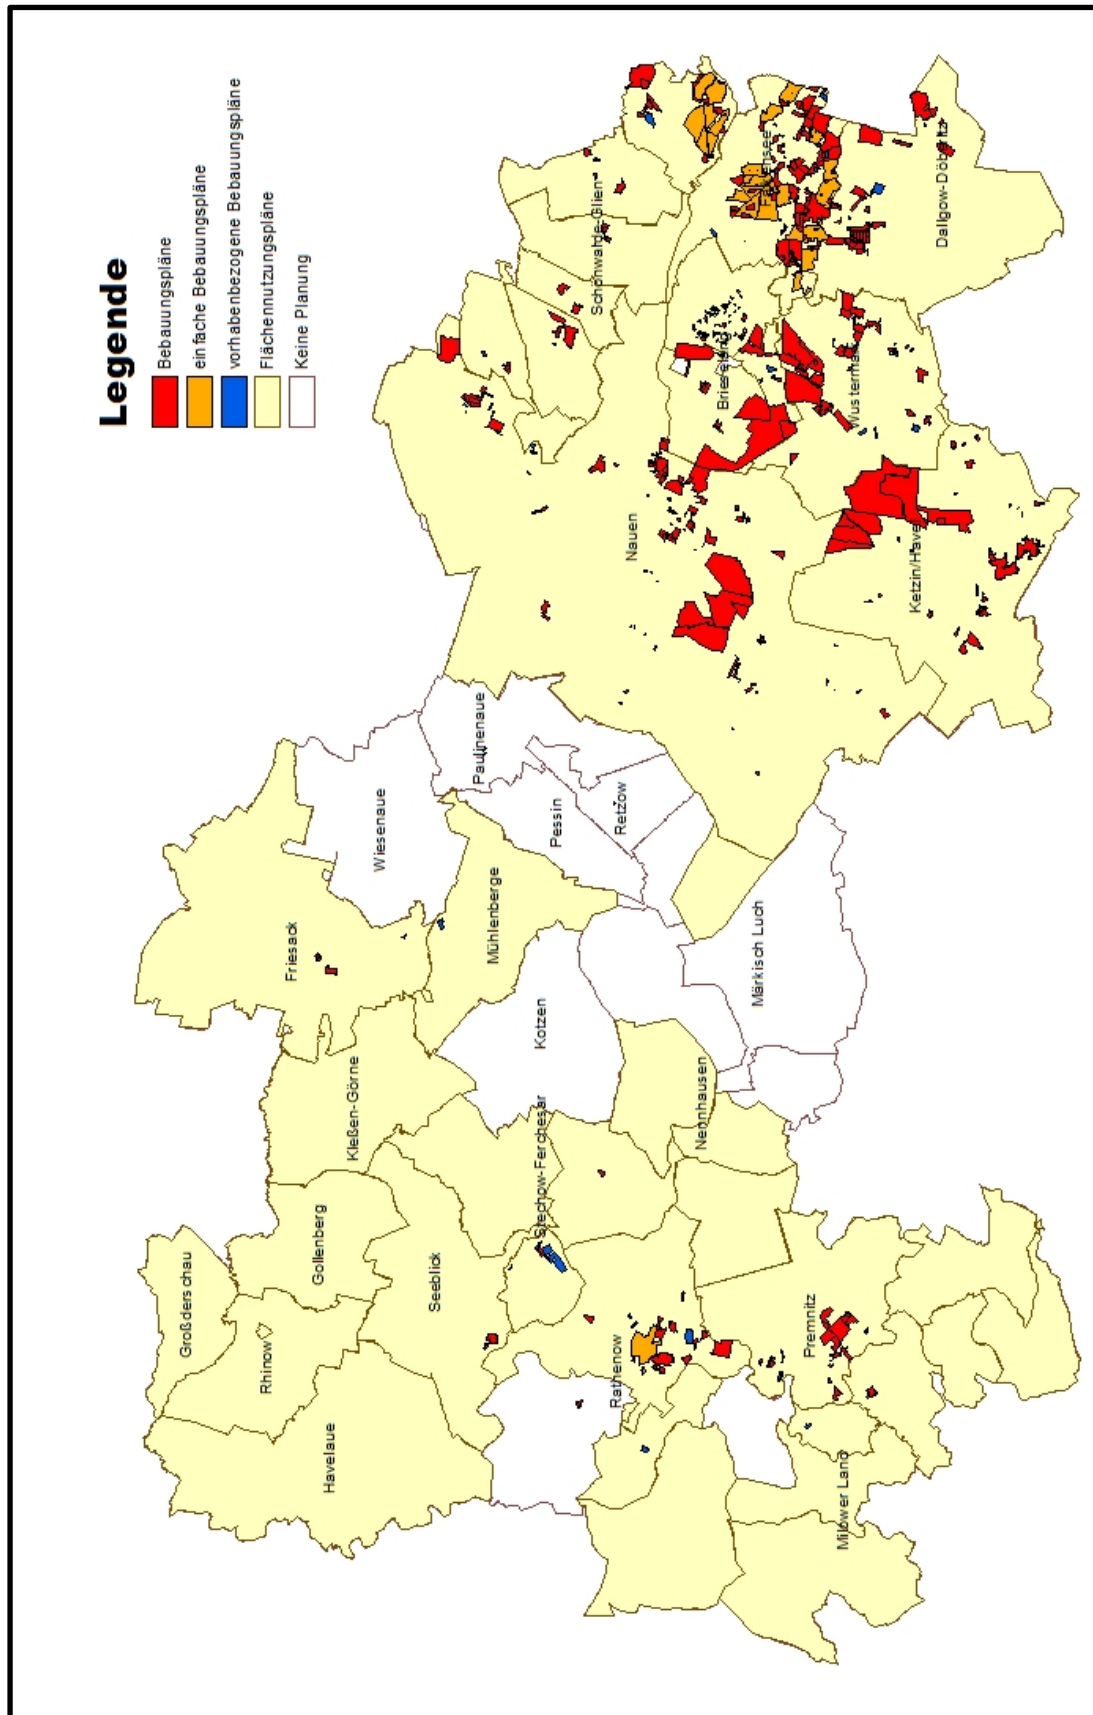 Legende
Bebauungspläne
einfache Bebauungspläne
vorhabenbezogene Bebauungspläne
Flächennutzungspläne
Keine Planung
Großderschau
Rhinow
Havelaue
Gollenberg
Seeblick
Kleßen-Görne
Friesack
Wiesenaue
Paulinenaue
Mühlenberge
Pessin
Retzow
Kotzen
Stechow-Ferchesar
Nennhausen
Märkisch Luch
Rathenow
Premnitz
Milower Land
Nauen
Schönwalde-Glien
Brieselang
Wustermark
Ketzin/Havel
Dallgow-Döberitz